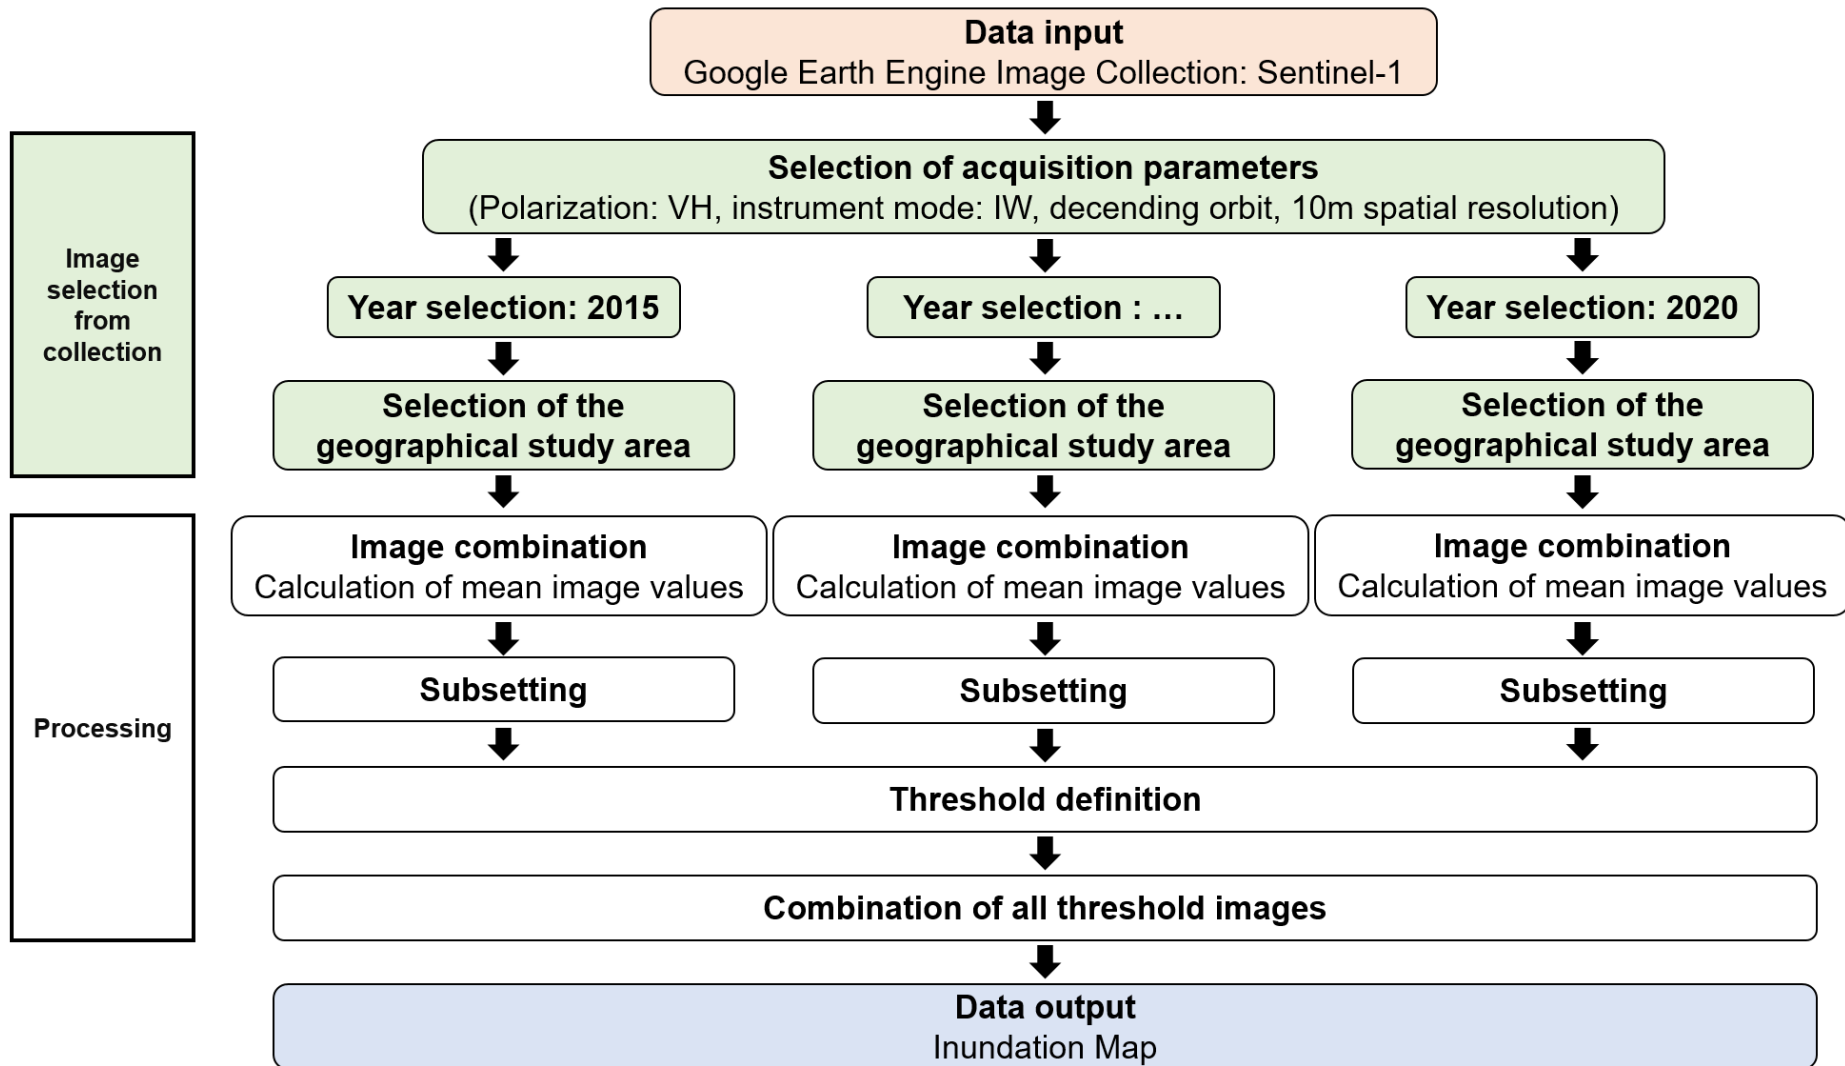 Data input
Google Earth Engine Image Collection: Sentinel-1
Image
selection
from
collection
Selection of acquisition parameters
(Polarization: VH, instrument mode: IW, decending orbit, 10m spatial resolution)
Year selection: 2015
Year selection : ...
Year selection: 2020
Selection of the
geographical study area
Selection of the
geographical study area
Selection of the
geographical study area
Processing
Image combination
Calculation of mean image values
Image combination
Calculation of mean image values
Image combination
Calculation of mean image values
Subsetting
Subsetting
Subsetting
Threshold definition
Combination of all threshold images
Data output
Inundation Map